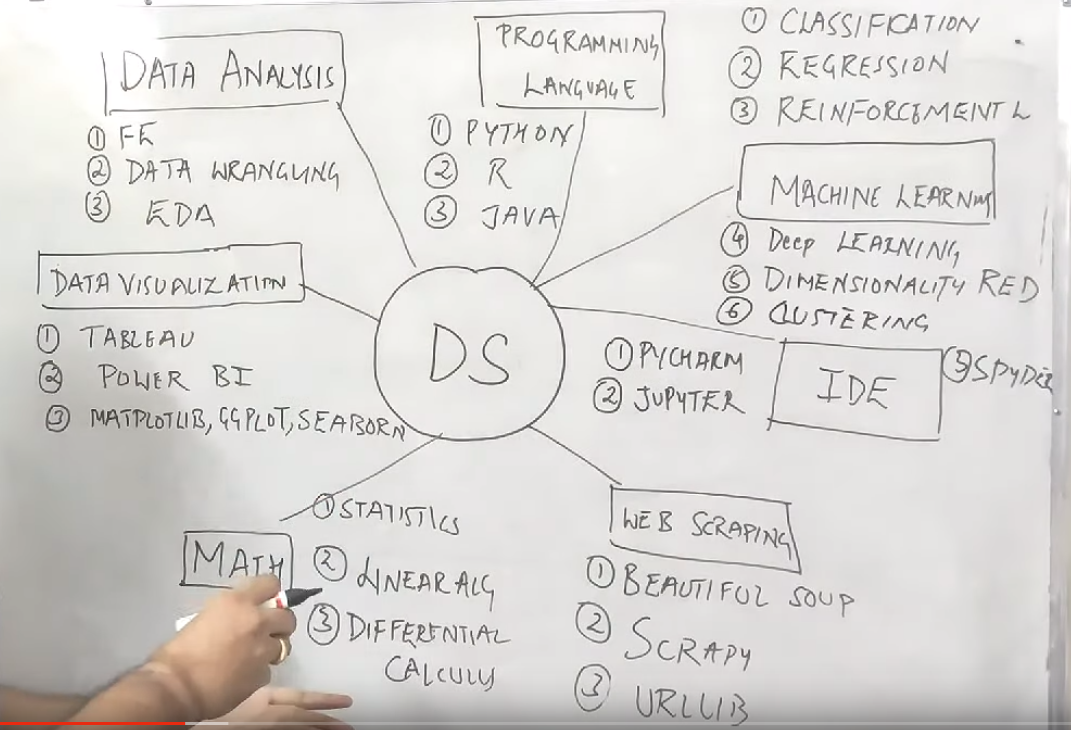 DATA ANALYSIS
① FE
② DATA WRANGLING
③ EDA
PROGRAMMING
LANGUAGE
① PYTHON
② R
③ JAVA
① CLASSIFICATION
② REGRESSION
③ REINFORCEMENT L
MACHINE LEARNING
④ Deep LEARNING
⑤ DIMENSIONALITY RED
⑥ CLUSTERING
DATA VISUALIZATION
① TABLEAU
② POWER BI
③ MATPLOTLIB, GGPLOT, SEABORN
DS
① PYCHARM
② JUPYTER
IDE
③ SPYDER
MATH
① STATISTICS
② LINEAR ALG
③ DIFFERENTIAL
CALCULUS
WEB SCRAPING
① BEAUTIFUL SOUP
② SCRAPY
③ URLLIB